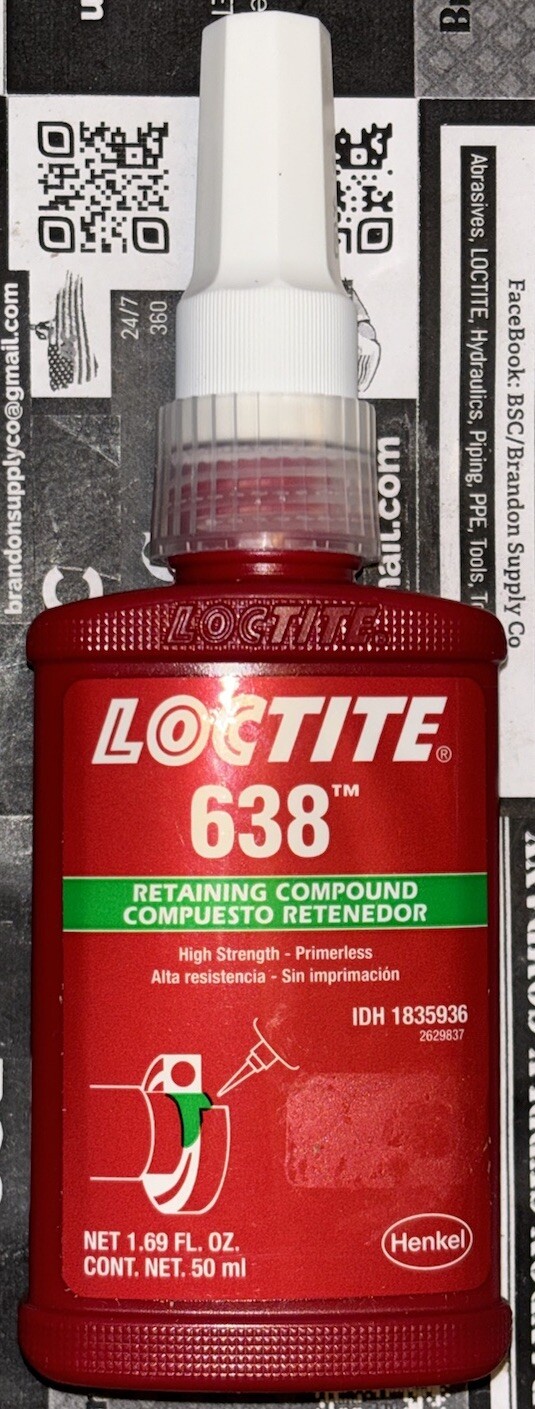 24/7
360
brandonsupplyco@gmail.com
FaceBook: BSC/Brandon Supply Co
Abrasives, LOCTITE, Hydraulics, Piping, PPE, Tools,
ail.com
LOCTITE®
LOCTITE®
638™
RETAINING COMPOUND
COMPUESTO RETENEDOR
High Strength - Primerless
Alta resistencia - Sin imprimación
IDH 1835936
2629837
NET 1.69 FL. OZ.
CONT. NET. 50 ml
Henkel